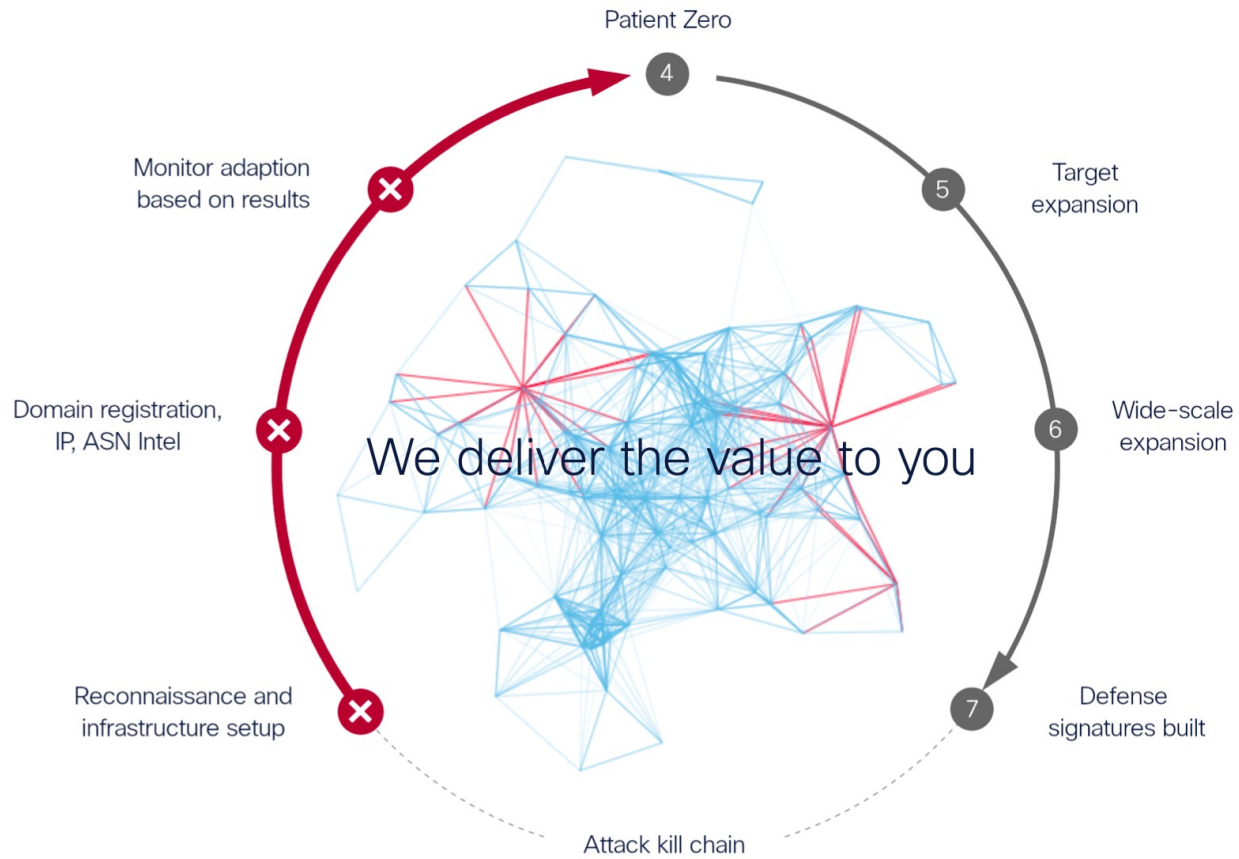 Patient Zero
4
Monitor adaption
based on results
5
Target
expansion
Domain registration,
IP, ASN Intel
We deliver the value to you
6
Wide-scale
expansion
Reconnaissance and
infrastructure setup
7
Defense
signatures built
Attack kill chain